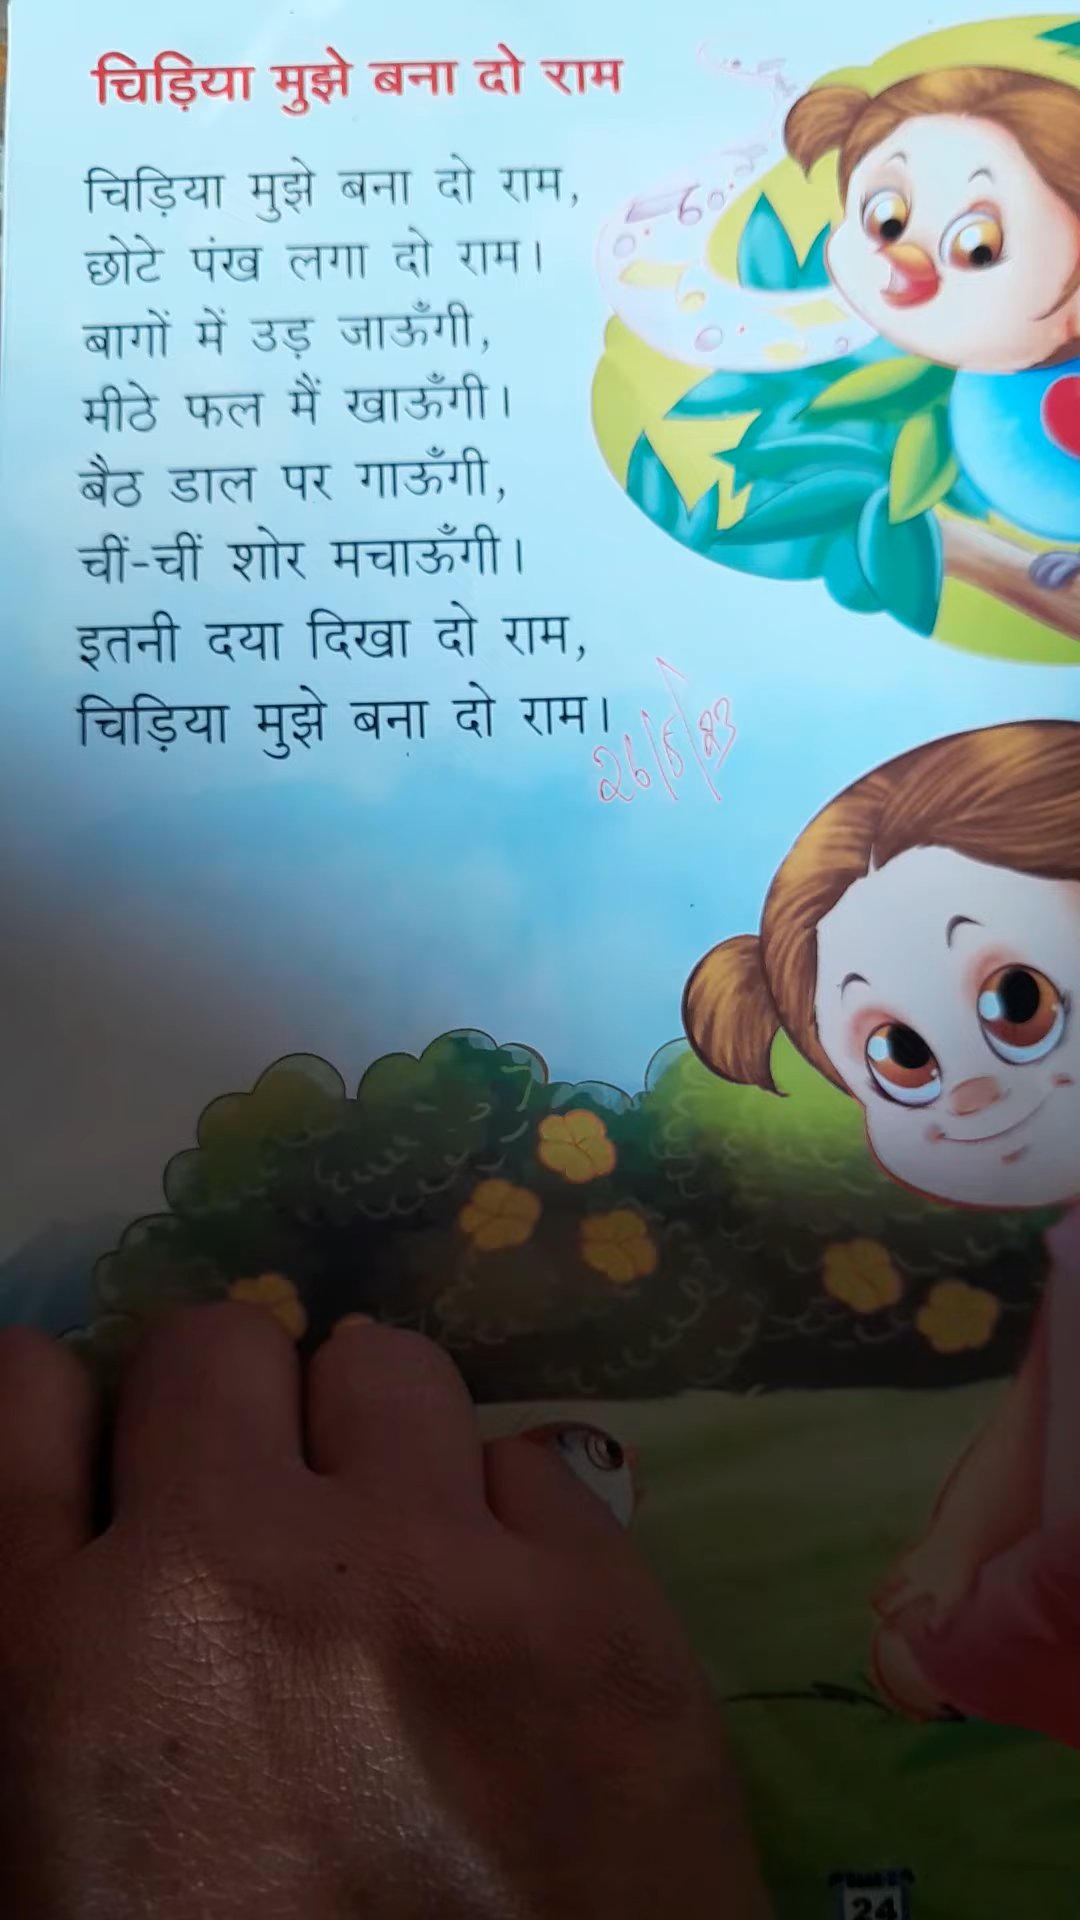 चिड़िया मुझे बना दो राम
चिड़िया मुझे बना दो राम,
छोटे पंख लगा दो राम।
बागों में उड़ जाऊँगी,
मीठे फल मैं खाऊँगी।
बैठ डाल पर गाऊँगी,
चीं-चीं शोर मचाऊँगी।
इतनी दया दिखा दो राम,
चिड़िया मुझे बना दो राम।
24